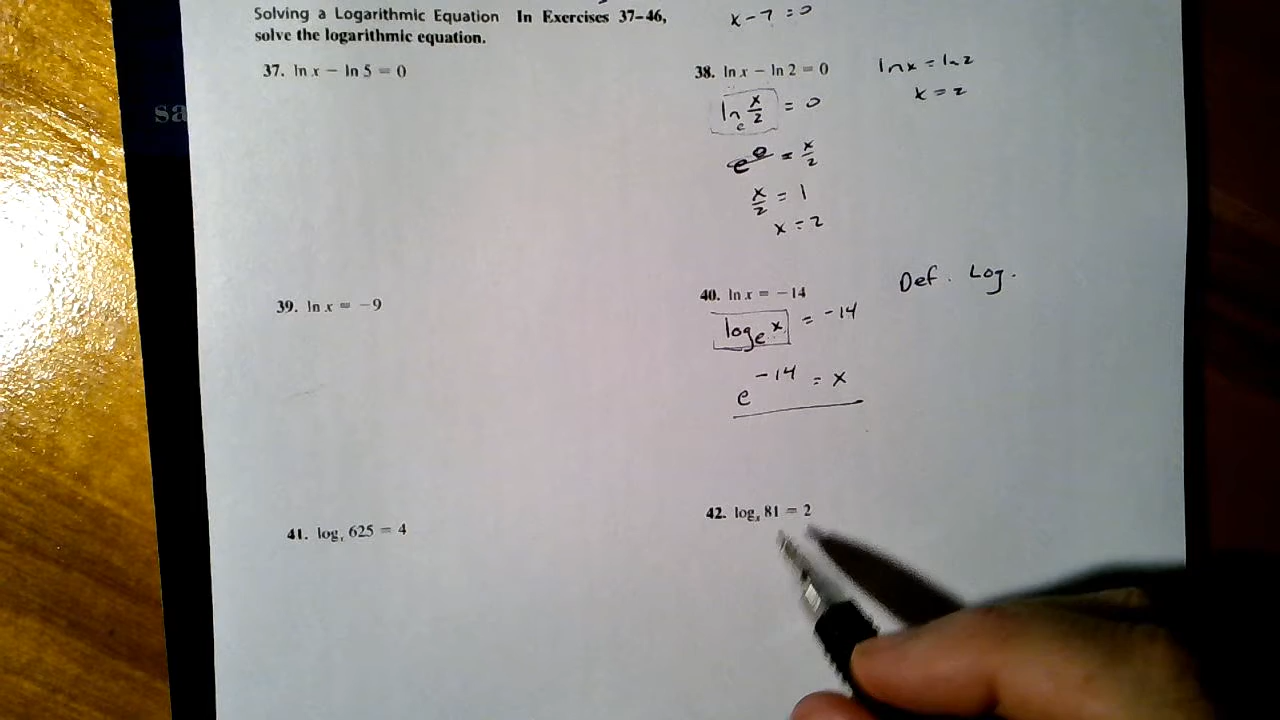 Solving a Logarithmic Equation In Exercises 37–46,
solve the logarithmic equation.
x - 7 = 0
37. ln x − ln 5 = 0
38. ln x − ln 2 = 0
ln x/2 = 0
e^0 = x/2
x/2 = 1
x = 2
ln x = ln 2
x = 2
39. ln x = −9
40. ln x = −14
log_e x = -14
e^-14 = x
Def. Log.
41. log_x 625 = 4
42. log_x 81 = 2
sa